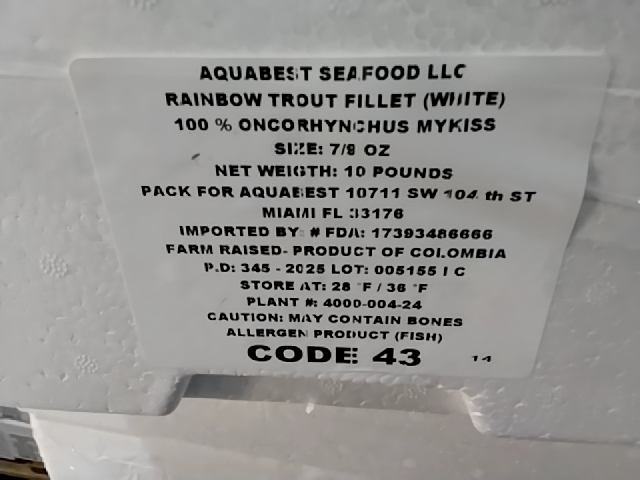 AQUABEST SEAFOOD LLC
RAINBOW TROUT FILLET (WHITE)
100 % ONCORHYNCHUS MYKISS
SIZE: 7/9 OZ
NET WEIGTH: 10 POUNDS
PACK FOR AQUABEST 10711 SW 104 th ST
MIAMI FL 33176
IMPORTED BY: # FDA: 17393486666
FARM RAISED- PRODUCT OF COLOMBIA
P.D: 345 - 2025 LOT: 005155 I C
STORE AT: 28 °F / 36 °F
PLANT #: 4000-004-24
CAUTION: MAY CONTAIN BONES
ALLERGEN PRODUCT (FISH)
CODE: 43 14